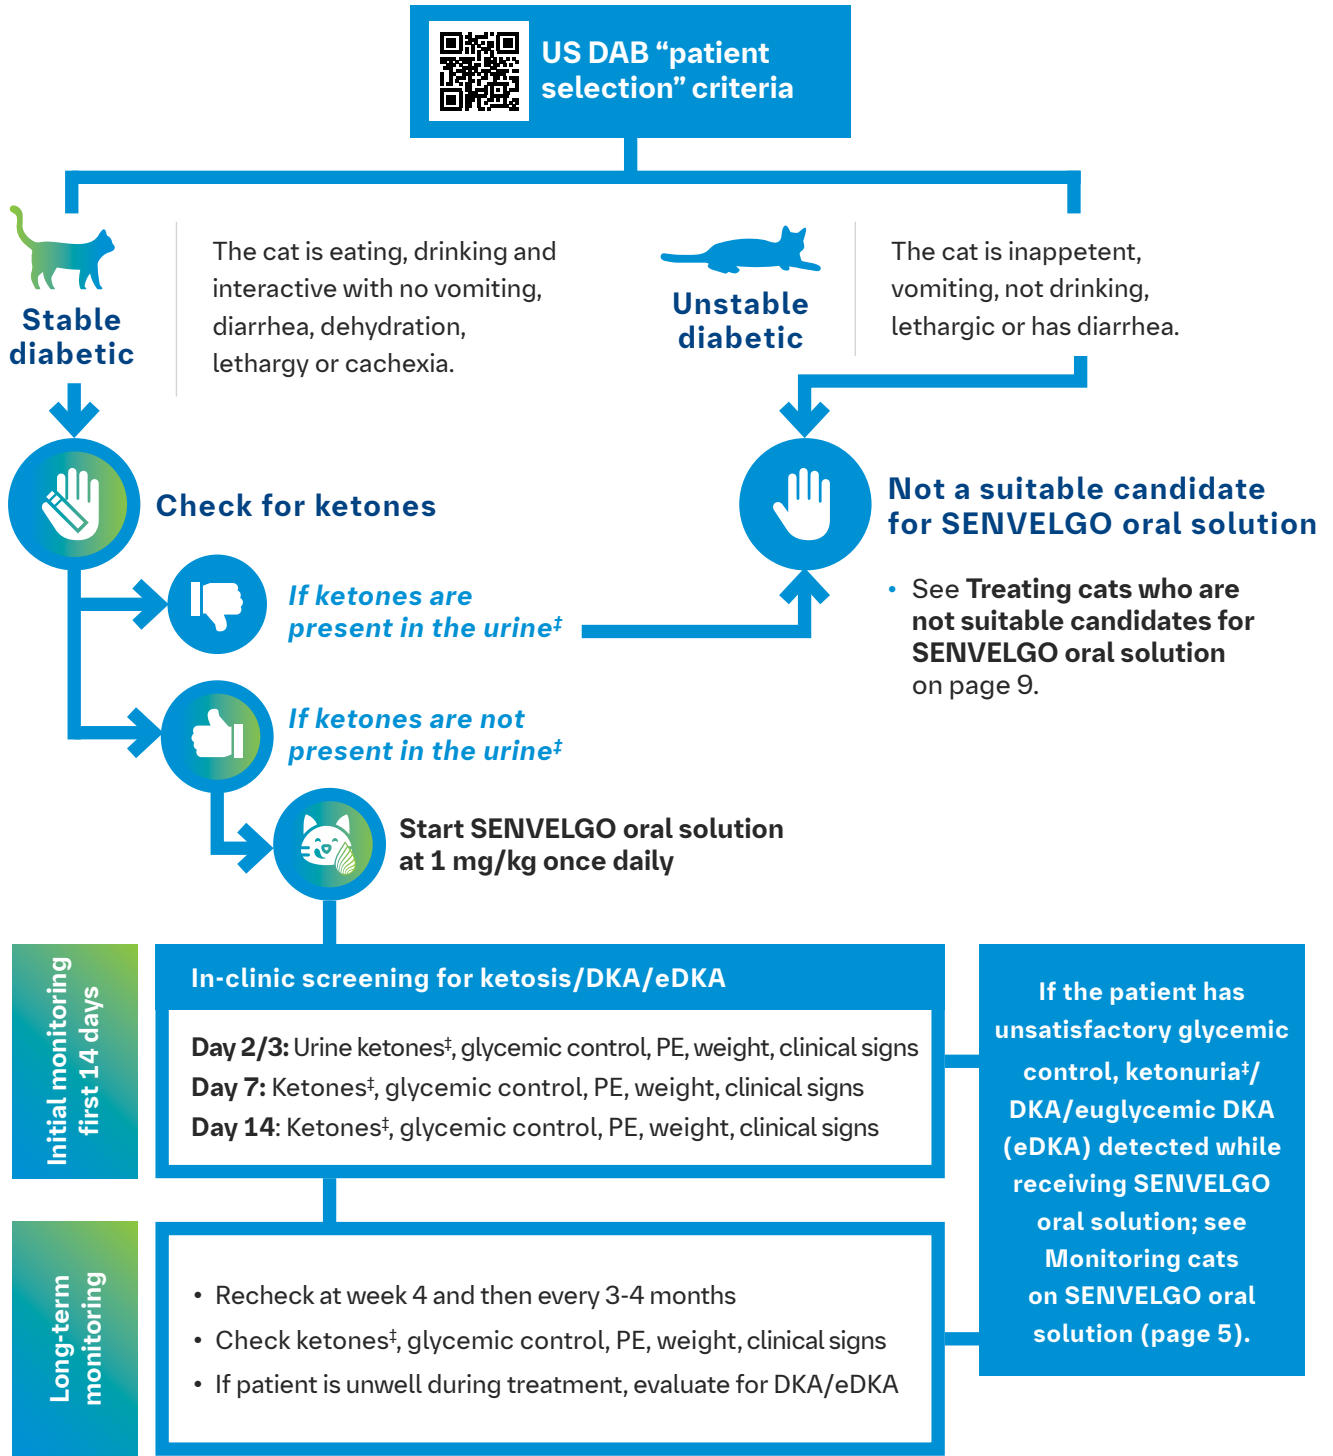 US DAB “patient
selection” criteria
Stable
diabetic
The cat is eating, drinking and
interactive with no vomiting,
diarrhea, dehydration,
lethargy or cachexia.
Unstable
diabetic
The cat is inappetent,
vomiting, not drinking,
lethargic or has diarrhea.
Check for ketones
If ketones are
present in the urine‡
If ketones are not
present in the urine‡
Not a suitable candidate
for SENVELGO oral solution
• See Treating cats who are
not suitable candidates for
SENVELGO oral solution
on page 9.
Start SENVELGO oral solution
at 1 mg/kg once daily
Initial monitoring
first 14 days
In-clinic screening for ketosis/DKA/eDKA
Day 2/3: Urine ketones‡, glycemic control, PE, weight, clinical signs
Day 7: Ketones‡, glycemic control, PE, weight, clinical signs
Day 14: Ketones‡, glycemic control, PE, weight, clinical signs
Long-term
monitoring
• Recheck at week 4 and then every 3-4 months
• Check ketones‡, glycemic control, PE, weight, clinical signs
• If patient is unwell during treatment, evaluate for DKA/eDKA
If the patient has
unsatisfactory glycemic
control, ketonuria‡/
DKA/euglycemic DKA
(eDKA) detected while
receiving SENVELGO
oral solution; see
Monitoring cats
on SENVELGO oral
solution (page 5).